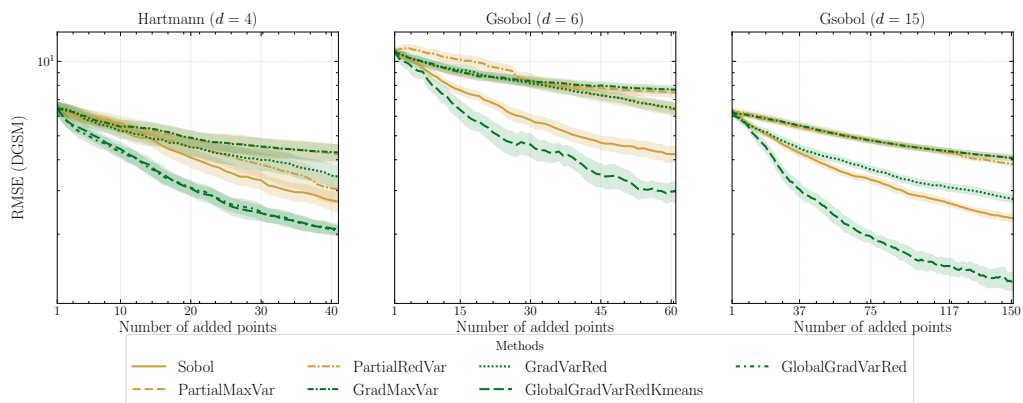 Hartmann (d = 4)
Gsobol (d = 6)
Gsobol (d = 15)
10¹
RMSE (DGSM)
1 10 20 30 40
1 15 30 45 60
1 37 75 117 150
Number of added points
Number of added points
Number of added points
Methods
Sobol
PartialMaxVar
PartialRedVar
GradMaxVar
GradVarRed
GlobalGradVarRedKmeans
GlobalGradVarRed